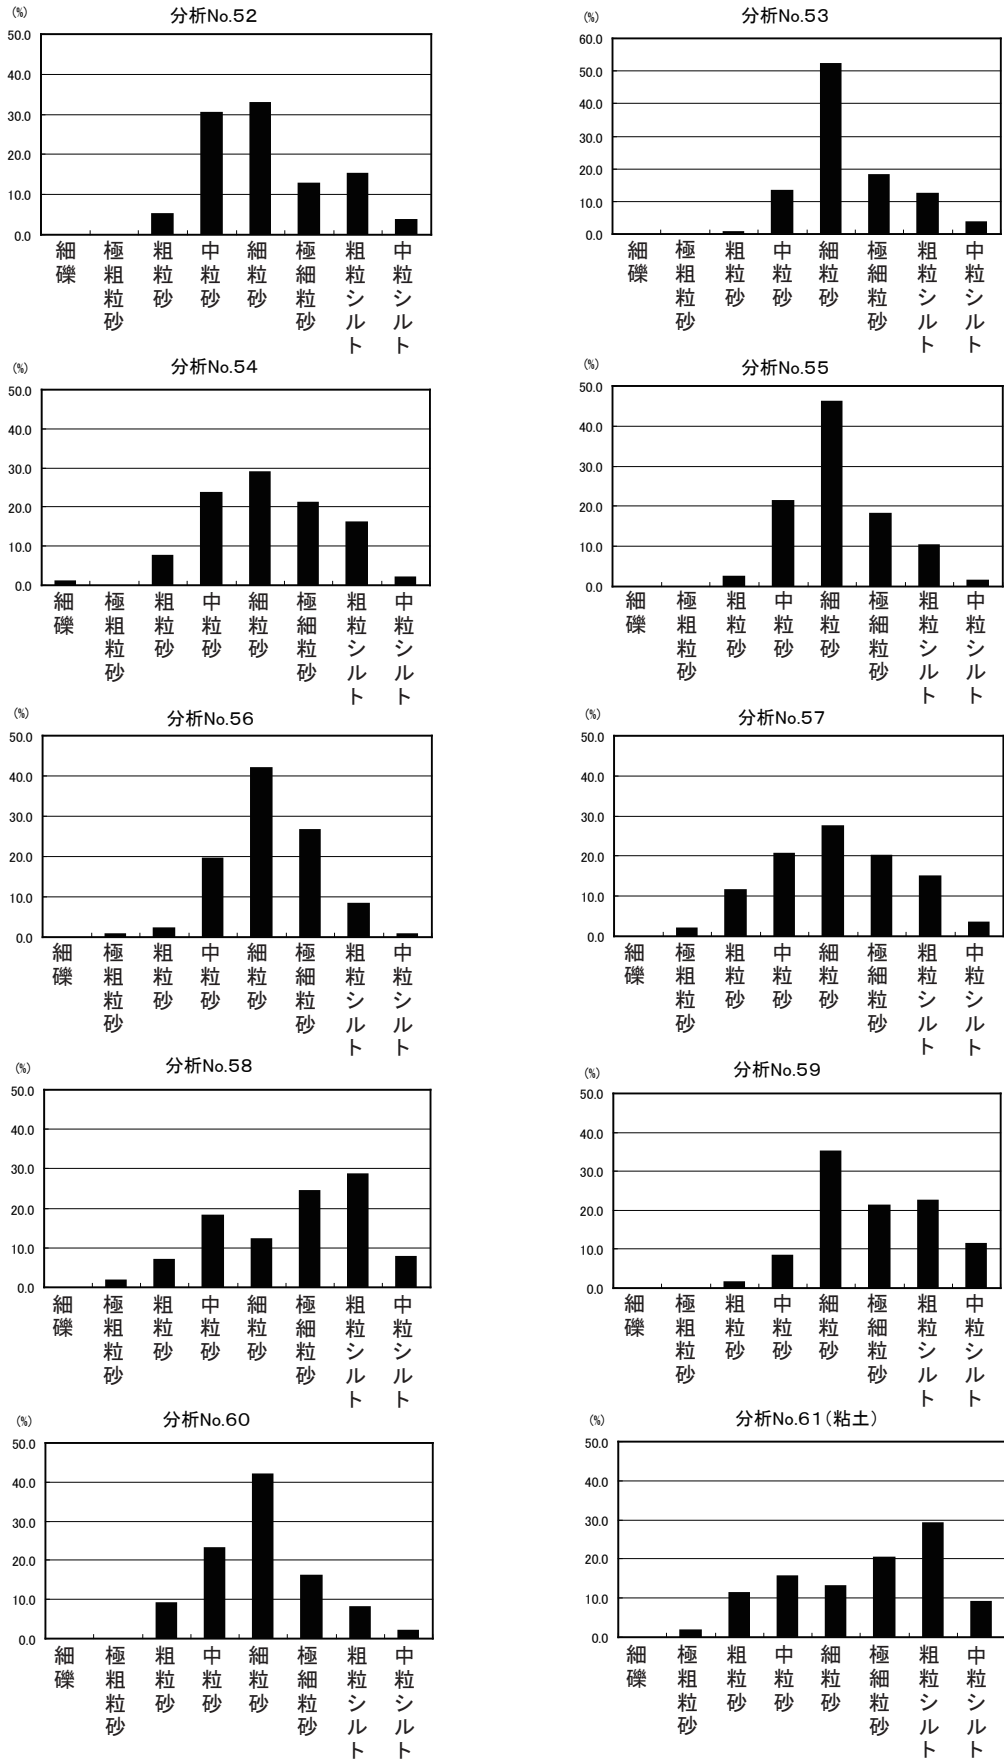 分析No.52
(%)
50.0
40.0
30.0
20.0
10.0
0.0
細礫
極粗粒砂
粗粒砂
中粒砂
細粒砂
極細粒砂
粗粒シルト
中粒シルト
分析No.53
(%)
60.0
50.0
40.0
30.0
20.0
10.0
0.0
細礫
極粗粒砂
粗粒砂
中粒砂
細粒砂
極細粒砂
粗粒シルト
中粒シルト
分析No.54
(%)
50.0
40.0
30.0
20.0
10.0
0.0
細礫
極粗粒砂
粗粒砂
中粒砂
細粒砂
極細粒砂
粗粒シルト
中粒シルト
分析No.55
(%)
50.0
40.0
30.0
20.0
10.0
0.0
細礫
極粗粒砂
粗粒砂
中粒砂
細粒砂
極細粒砂
粗粒シルト
中粒シルト
分析No.56
(%)
50.0
40.0
30.0
20.0
10.0
0.0
細礫
極粗粒砂
粗粒砂
中粒砂
細粒砂
極細粒砂
粗粒シルト
中粒シルト
分析No.57
(%)
50.0
40.0
30.0
20.0
10.0
0.0
細礫
極粗粒砂
粗粒砂
中粒砂
細粒砂
極細粒砂
粗粒シルト
中粒シルト
分析No.58
(%)
50.0
40.0
30.0
20.0
10.0
0.0
細礫
極粗粒砂
粗粒砂
中粒砂
細粒砂
極細粒砂
粗粒シルト
中粒シルト
分析No.59
(%)
50.0
40.0
30.0
20.0
10.0
0.0
細礫
極粗粒砂
粗粒砂
中粒砂
細粒砂
極細粒砂
粗粒シルト
中粒シルト
分析No.60
(%)
50.0
40.0
30.0
20.0
10.0
0.0
細礫
極粗粒砂
粗粒砂
中粒砂
細粒砂
極細粒砂
粗粒シルト
中粒シルト
分析No.61(粘土)
(%)
50.0
40.0
30.0
20.0
10.0
0.0
細礫
極粗粒砂
粗粒砂
中粒砂
細粒砂
極細粒砂
粗粒シルト
中粒シルト